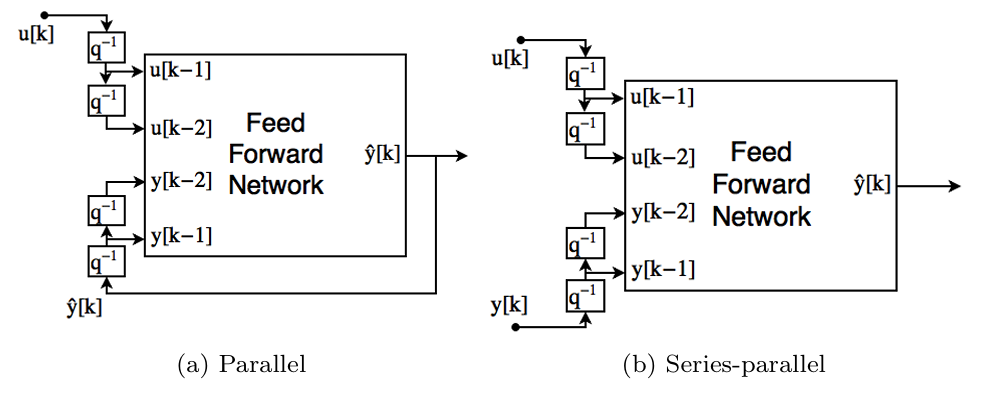 u[k]
q⁻¹
u[k−1]
q⁻¹
u[k−2]
Feed
Forward
Network
ŷ[k]
y[k−2]
q⁻¹
y[k−1]
q⁻¹
ŷ[k]
(a) Parallel
u[k]
q⁻¹
u[k−1]
q⁻¹
u[k−2]
Feed
Forward
Network
ŷ[k]
y[k−2]
q⁻¹
y[k−1]
q⁻¹
y[k]
(b) Series-parallel